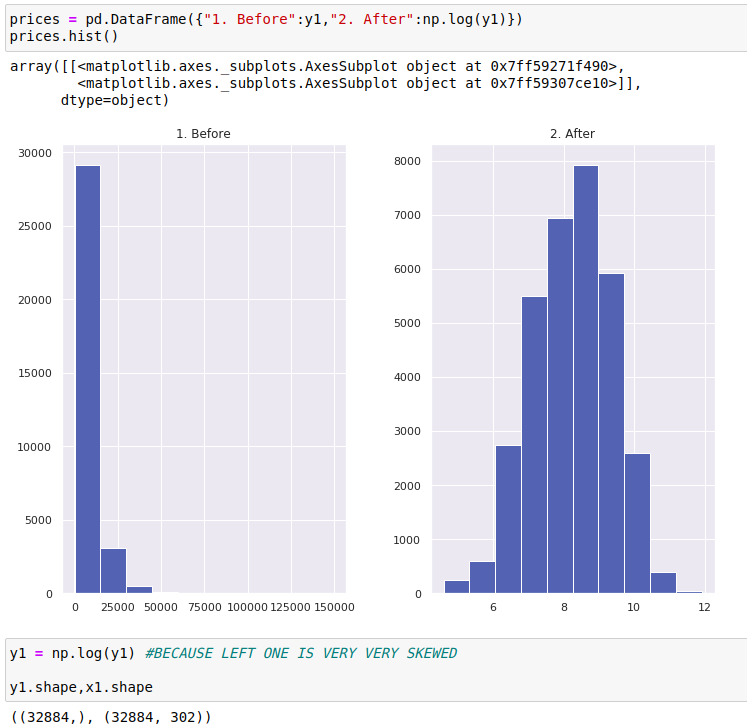 prices = pd.DataFrame({"1. Before":y1,"2. After":np.log(y1)})
prices.hist()
array([[<matplotlib.axes._subplots.AxesSubplot object at 0x7ff59271f490>,
<matplotlib.axes._subplots.AxesSubplot object at 0x7ff59307ce10>]],
dtype=object)
1. Before
30000
25000
20000
15000
10000
5000
0
0 25000 50000 75000 100000 125000 150000
2. After
8000
7000
6000
5000
4000
3000
2000
1000
0
6 8 10 12
y1 = np.log(y1) #BECAUSE LEFT ONE IS VERY VERY SKEWED
y1.shape,x1.shape
((32884,), (32884, 302))